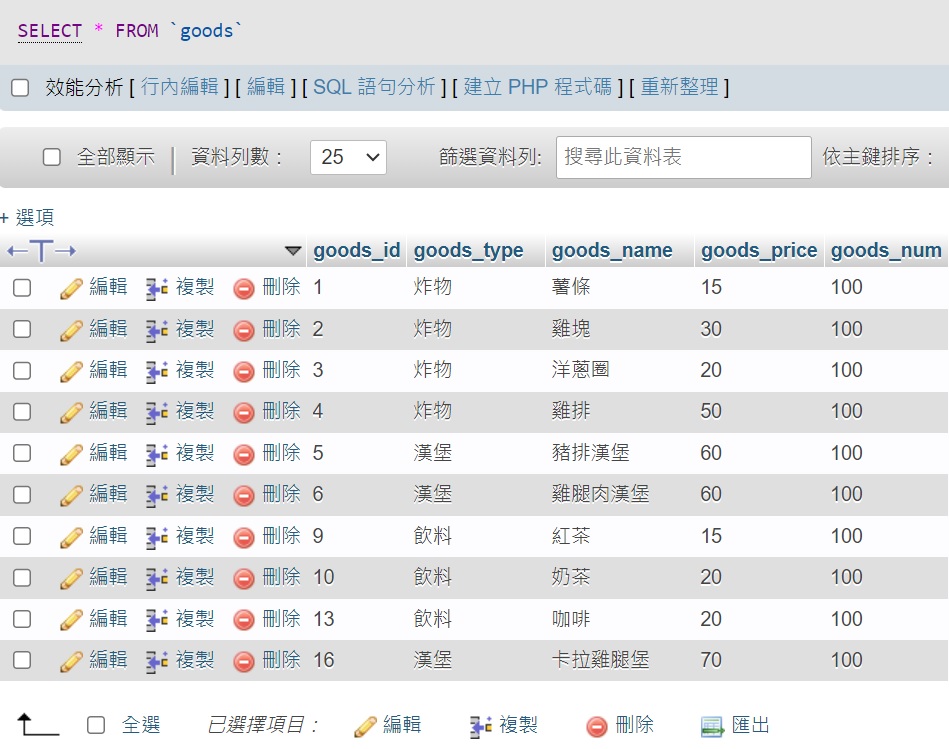 SELECT * FROM `goods`
效能分析 [ 行內編輯 ] [ 編輯 ] [ SQL 語句分析 ] [ 建立 PHP 程式碼 ] [ 重新整理 ]
全部顯示 | 資料列數： 25 篩選資料列: 搜尋此資料表 依主鍵排序：
+ 選項
←T→ goods_id goods_type goods_name goods_price goods_num
編輯 複製 刪除 1 炸物 薯條 15 100
編輯 複製 刪除 2 炸物 雞塊 30 100
編輯 複製 刪除 3 炸物 洋蔥圈 20 100
編輯 複製 刪除 4 炸物 雞排 50 100
編輯 複製 刪除 5 漢堡 豬排漢堡 60 100
編輯 複製 刪除 6 漢堡 雞腿肉漢堡 60 100
編輯 複製 刪除 9 飲料 紅茶 15 100
編輯 複製 刪除 10 飲料 奶茶 20 100
編輯 複製 刪除 13 飲料 咖啡 20 100
編輯 複製 刪除 16 漢堡 卡拉雞腿堡 70 100
全選 已選擇項目： 編輯 複製 刪除 匯出